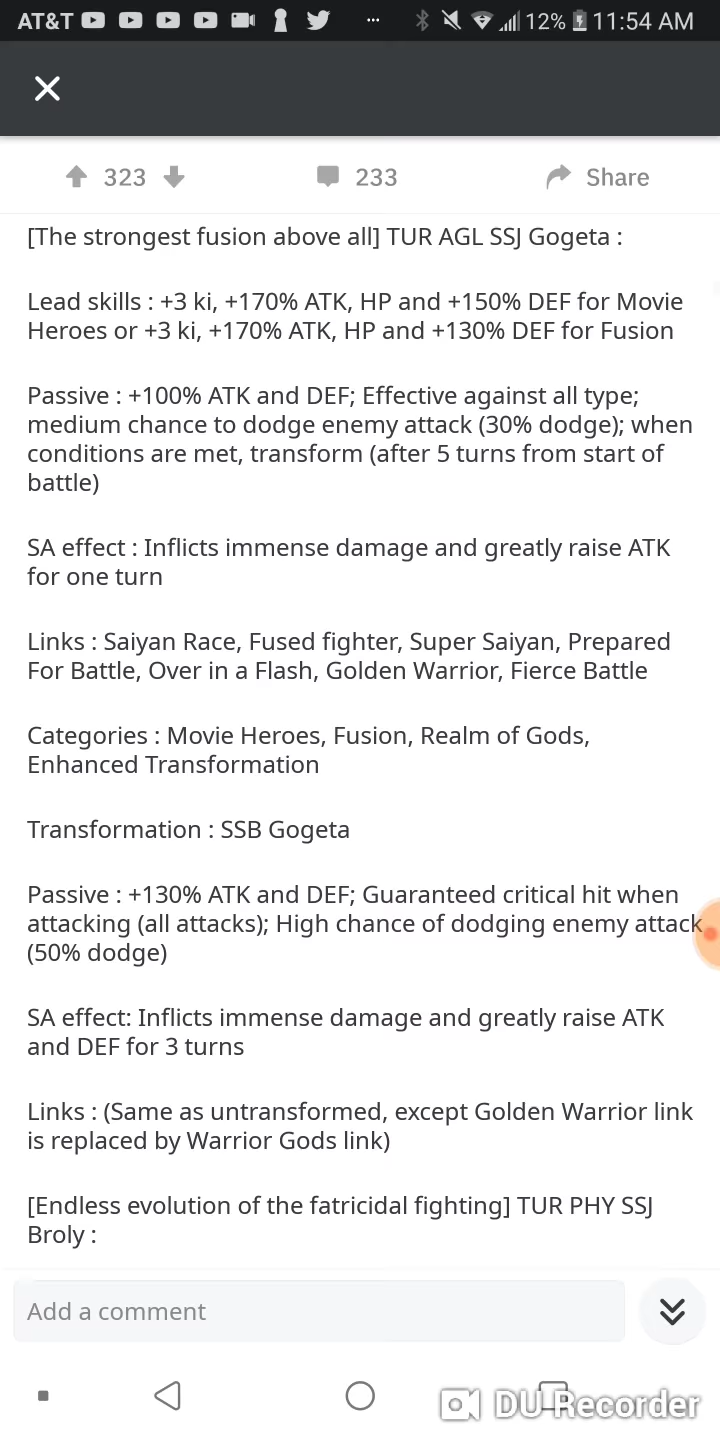 AT&T ... 12% 11:54 AM
323 233 Share
[The strongest fusion above all] TUR AGL SSJ Gogeta :
Lead skills : +3 ki, +170% ATK, HP and +150% DEF for Movie
Heroes or +3 ki, +170% ATK, HP and +130% DEF for Fusion
Passive : +100% ATK and DEF; Effective against all type;
medium chance to dodge enemy attack (30% dodge); when
conditions are met, transform (after 5 turns from start of
battle)
SA effect : Inflicts immense damage and greatly raise ATK
for one turn
Links : Saiyan Race, Fused fighter, Super Saiyan, Prepared
For Battle, Over in a Flash, Golden Warrior, Fierce Battle
Categories : Movie Heroes, Fusion, Realm of Gods,
Enhanced Transformation
Transformation : SSB Gogeta
Passive : +130% ATK and DEF; Guaranteed critical hit when
attacking (all attacks); High chance of dodging enemy attack
(50% dodge)
SA effect: Inflicts immense damage and greatly raise ATK
and DEF for 3 turns
Links : (Same as untransformed, except Golden Warrior link
is replaced by Warrior Gods link)
[Endless evolution of the fatricidal fighting] TUR PHY SSJ
Broly :
Add a comment
DU Recorder